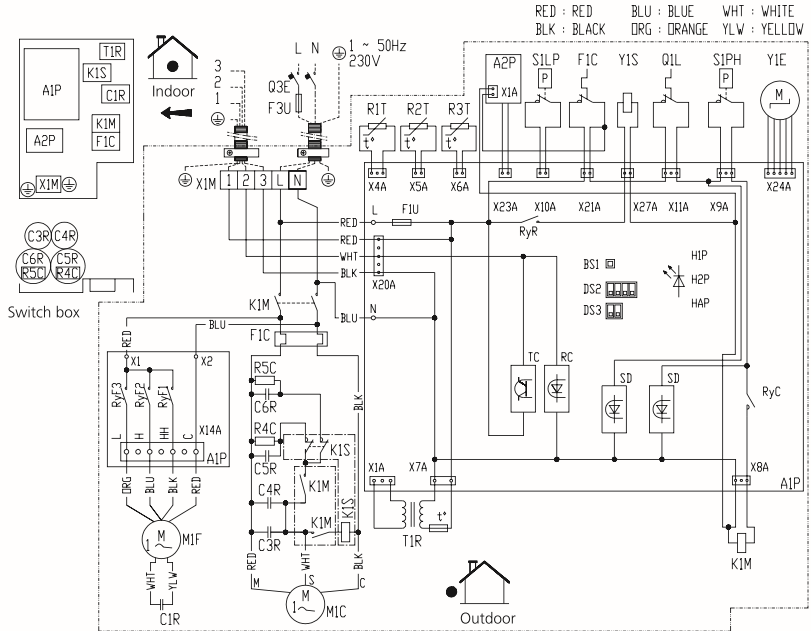 RED : RED BLU : BLUE WHT : WHITE
BLK : BLACK ORG : ORANGE YLW : YELLOW
T1R
K1S
A1P
C1R
K1M
F1C
A2P
X1M
Indoor
3
2
1
L N
1 ~ 50Hz
230V
Q3E
F3U
C3R C4R
C6R C5R
R5C R4C
Switch box
A2P S1LP F1C Y1S Q1L S1PH Y1E
X1A P P M
R1T R2T R3T
t° t° t°
X4A X5A X6A X23A X10A X21A X27A X11A X9A X24A
X1M 1 2 3 L N
RED L F1U
RyR
RED
WHT
BLK
X20A
BS1 H1P
DS2 H2P
DS3 HAP
K1M
BLU N
BLU
RED
F1C
X1 X2
TC RC SD SD
RyC
R5C
C6R
BLK
RyF3 RyF2 RyF1
R4C
C5R
K1S
X14A
L H HH C
A1P
X1A X7A X8A
A1P
C4R K1M
K1S
ORG BLU BLK RED
K1M
C3R
t°
T1R
M
1
M1F
K1M
RED WHT BLK
WHT YLW
M S C
M
1
M1C
C1R
Outdoor